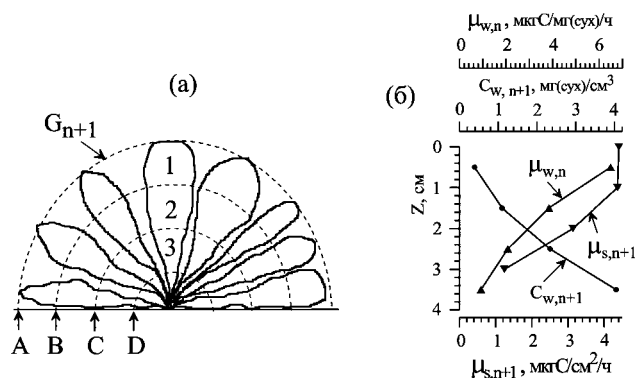 μw,n , мкгС/мг(сух)/ч
0 2 4 6
Cw, n+1, мг(сух)/см3
0 1 2 3 4
(а)
(б)
Gn+1
1
2
3
A B C D
Z, см
0
1
2
3
4
μw,n
μs,n+1
Cw,n+1
0 1 2 3 4
μs,n+1, мкгС/см2/ч